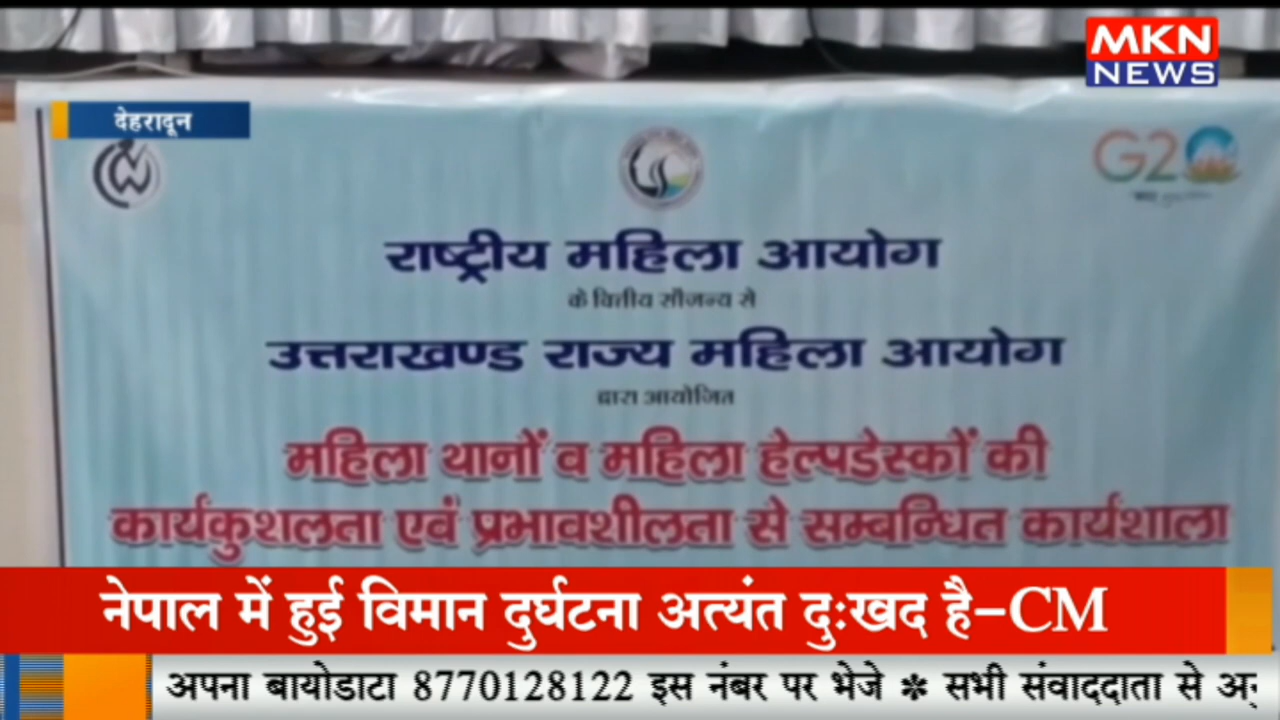 MKN
NEWS
देहरादून
G20
राष्ट्रीय महिला आयोग
के वित्तीय सौजन्य से
उत्तराखण्ड राज्य महिला आयोग
द्वारा आयोजित
महिला थानों व महिला हेल्पडेस्कों की
कार्यकुशलता एवं प्रभावशीलता से सम्बन्धित कार्यशाला
नेपाल में हुई विमान दुर्घटना अत्यंत दुःखद है-CM
अपना बायोडाटा 8770128122 इस नंबर पर भेजे * सभी संवाददाता से